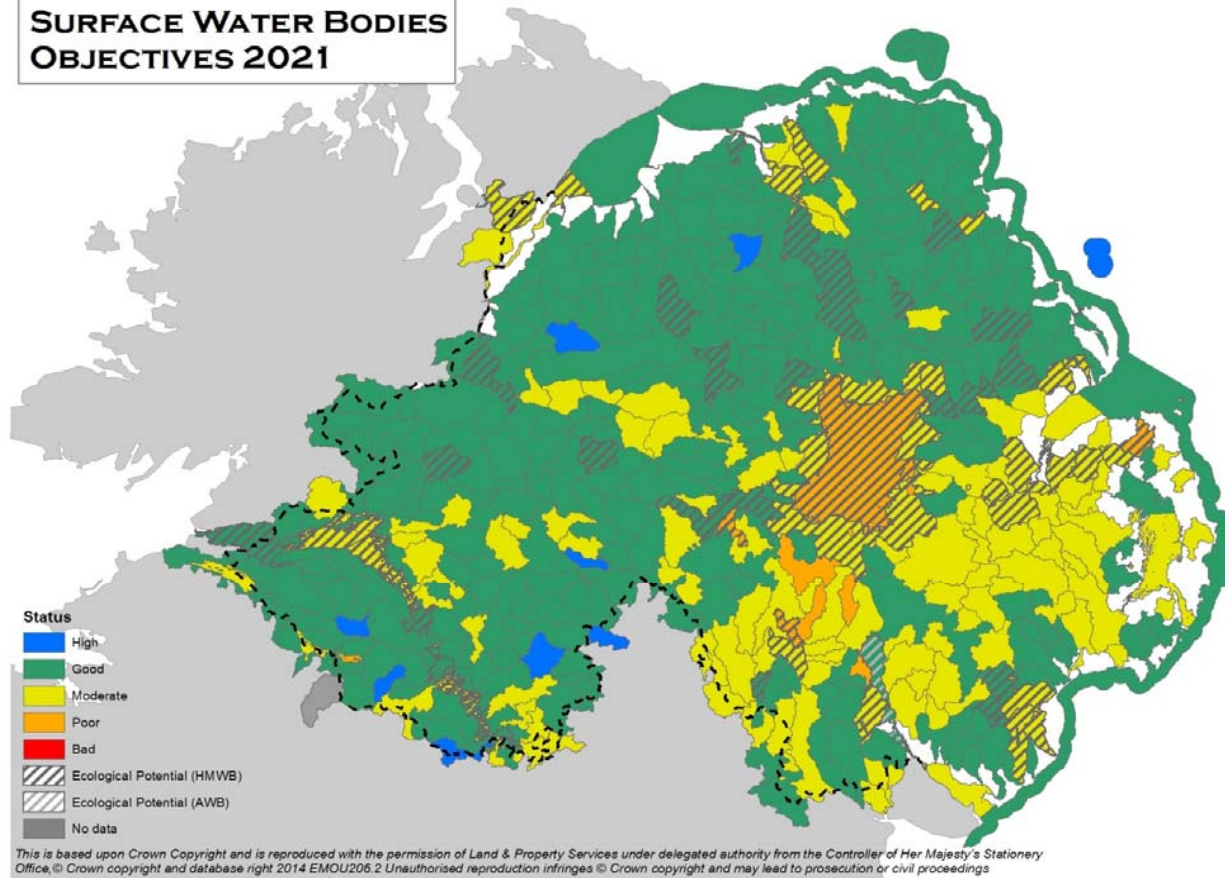 SURFACE WATER BODIES
OBJECTIVES 2021
Status
High
Good
Moderate
Poor
Bad
Ecological Potential (HMWB)
Ecological Potential (AWB)
No data
This is based upon Crown Copyright and is reproduced with the permission of Land & Property Services under delegated authority from the Controller of Her Majesty's Stationery
Office,© Crown copyright and database right 2014 EMOU206.2 Unauthorised reproduction infringes © Crown copyright and may lead to prosecution or civil proceedings